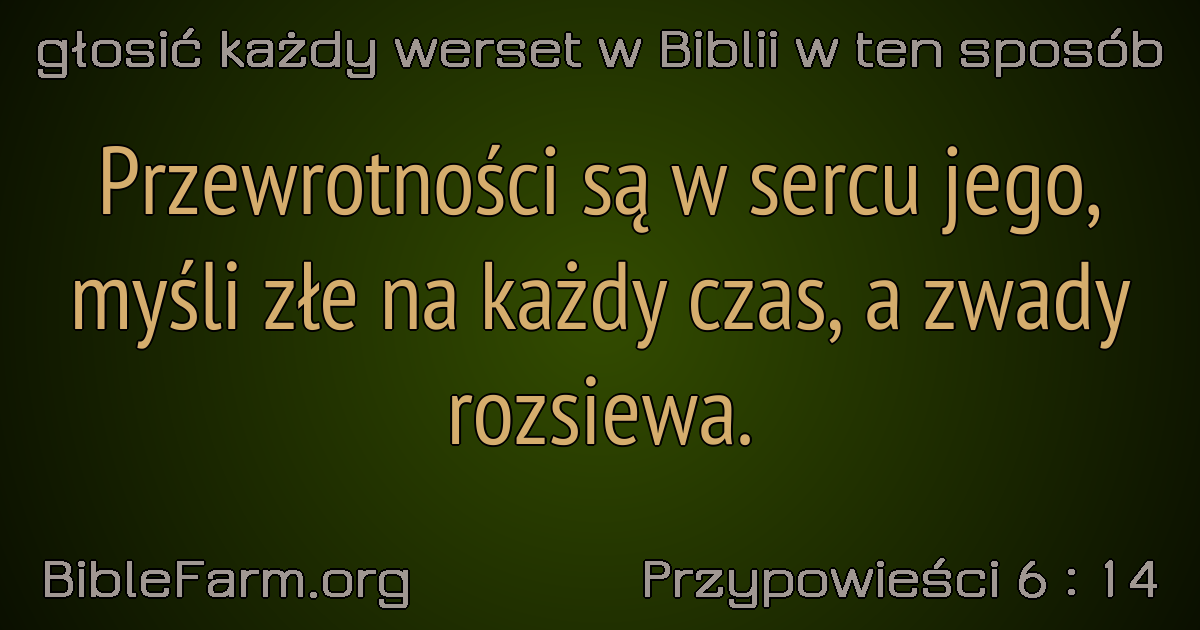 głosić każdy werset w Biblii w ten sposób
Przewrotności są w sercu jego,
myśli złe na każdy czas, a zwady
rozsiewa.
BibleFarm.org
Przypowieści 6 : 14